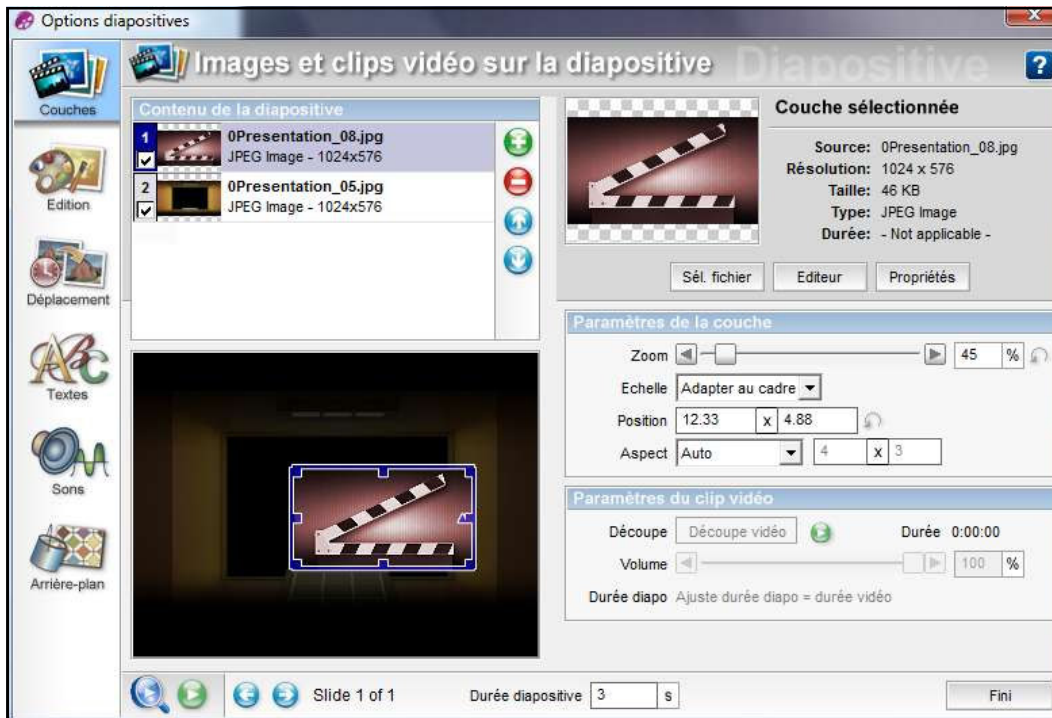 Options diapositives
Couches
Edition
Déplacement
Textes
Sons
Arrière-plan
Images et clips vidéo sur la diapositive
Diapositive
?
Contenu de la diapositive
1
0Presentation_08.jpg
JPEG Image - 1024x576
2
0Presentation_05.jpg
JPEG Image - 1024x576
Couche sélectionnée
Source: 0Presentation_08.jpg
Résolution: 1024 x 576
Taille: 46 KB
Type: JPEG Image
Durée: - Not applicable -
Sél. fichier Editeur Propriétés
Paramètres de la couche
Zoom 45 %
Echelle Adapter au cadre
Position 12.33 x 4.88
Aspect Auto 4 x 3
Paramètres du clip vidéo
Découpe Découpe vidéo Durée 0:00:00
Volume 100 %
Durée diapo Ajuste durée diapo = durée vidéo
Slide 1 of 1 Durée diapositive 3 s Fini